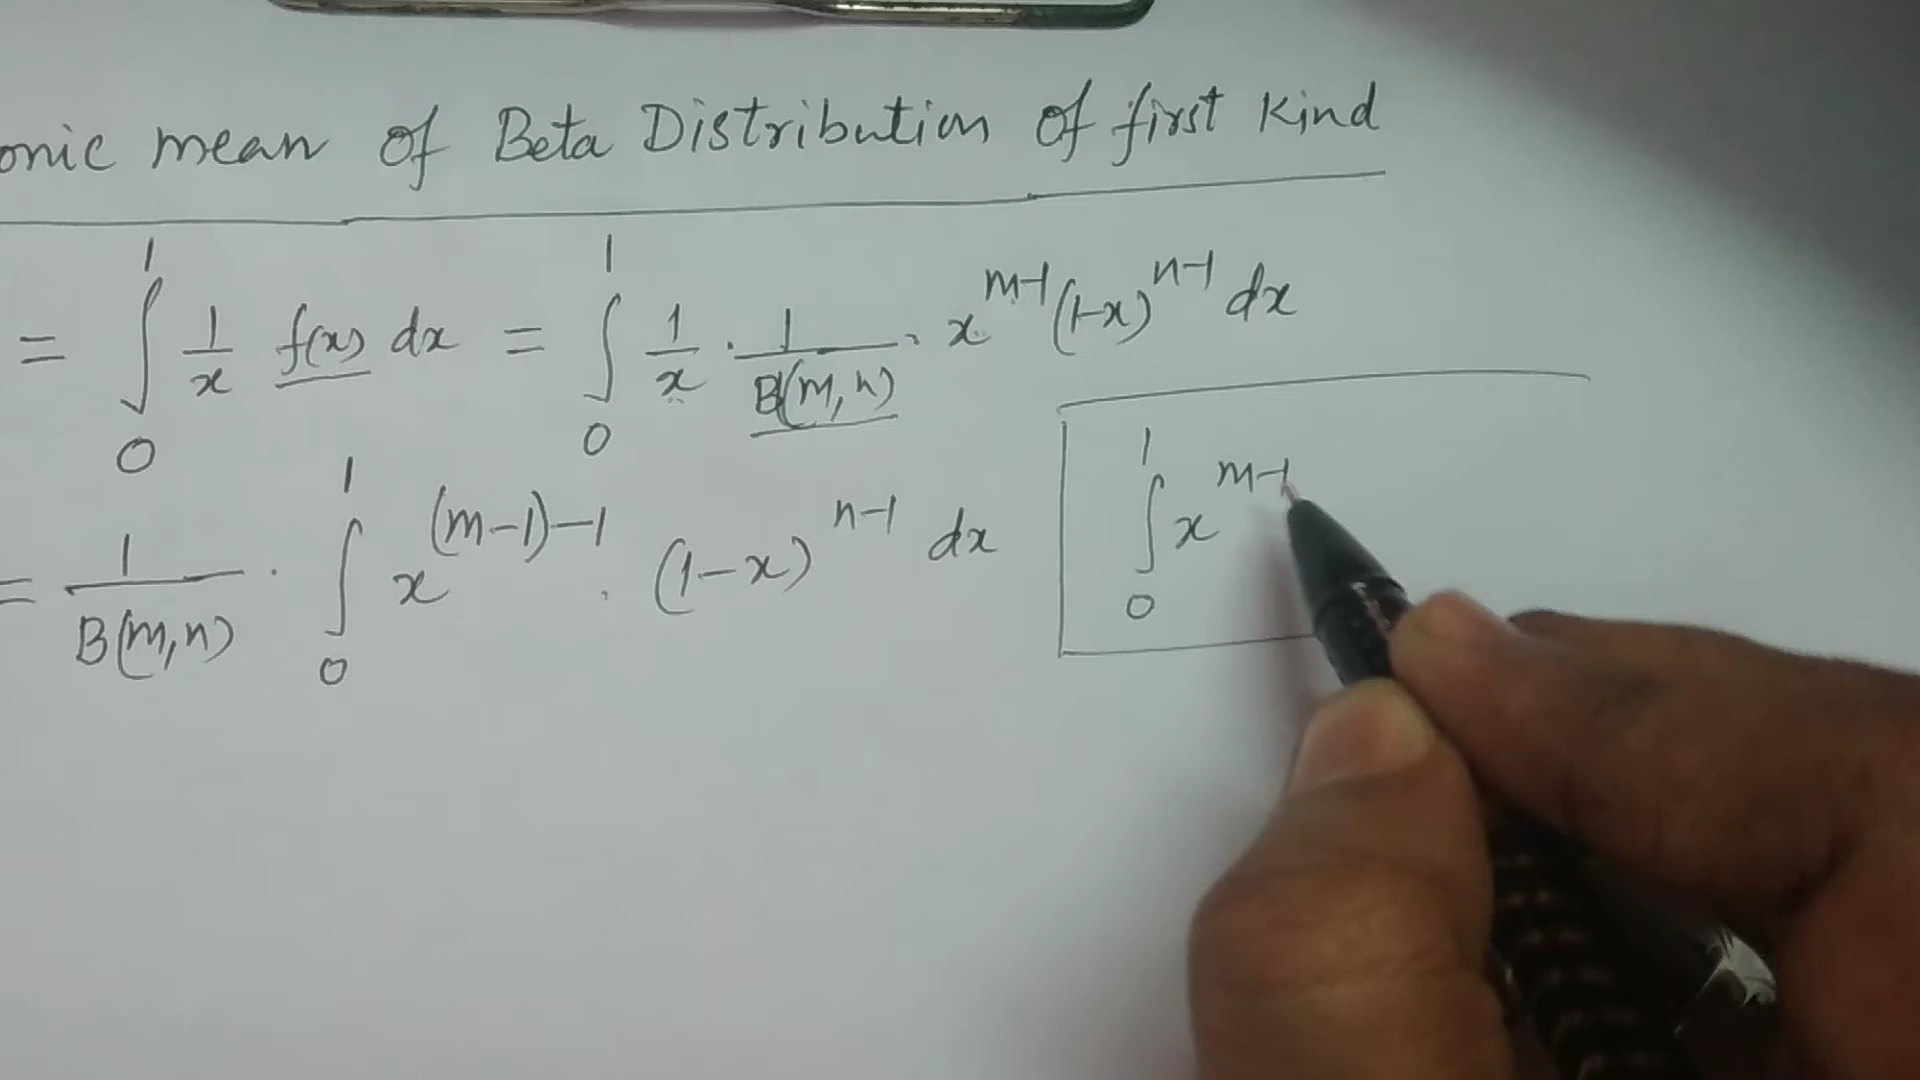 onic mean of Beta Distribution of first Kind
= ∫₀¹ 1/x f(x) dx = ∫₀¹ 1/x · 1/B(m,n) · x^(m-1) (1-x)^(n-1) dx
= 1/B(m,n) · ∫₀¹ x^((m-1)-1) · (1-x)^(n-1) dx
∫₀¹ x^(m-1)